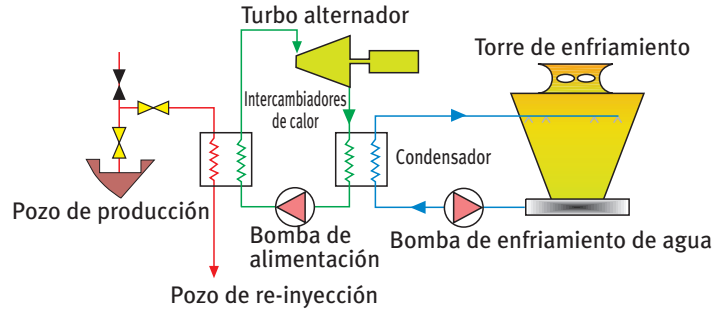 Turbo alternador
Torre de enfriamiento
Intercambiadores
de calor
Condensador
Pozo de producción
Bomba de
alimentación
Bomba de enfriamiento de agua
Pozo de re-inyección